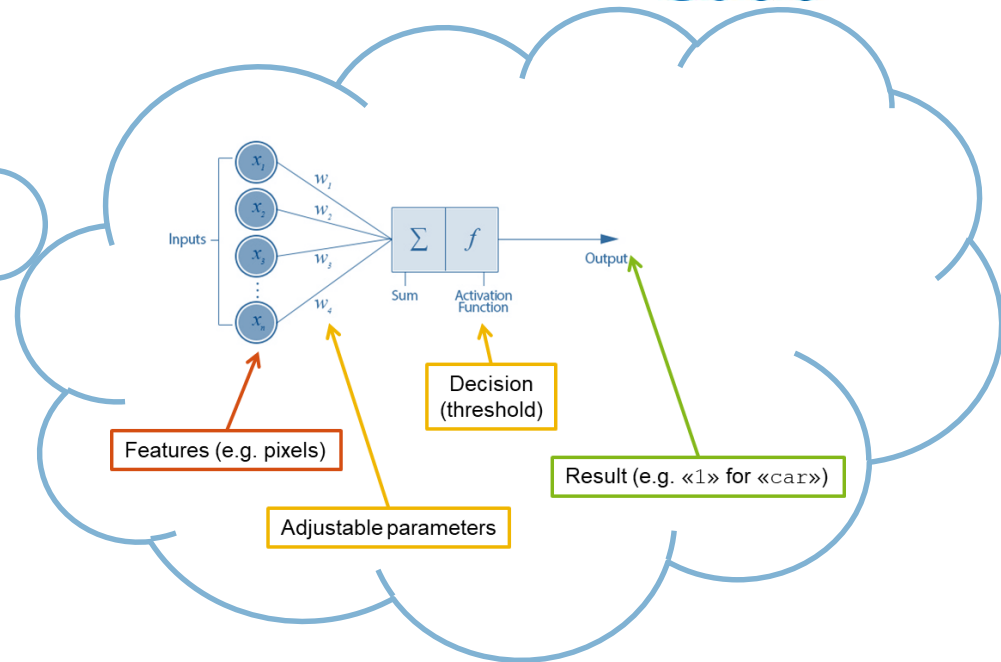 Inputs
x₁
x₂
x₃
⋮
xₙ
w₁
w₂
w₃
w₄
Σ
f
Sum
Activation
Function
Output
Decision
(threshold)
Features (e.g. pixels)
Result (e.g. «1» for «car»)
Adjustable parameters